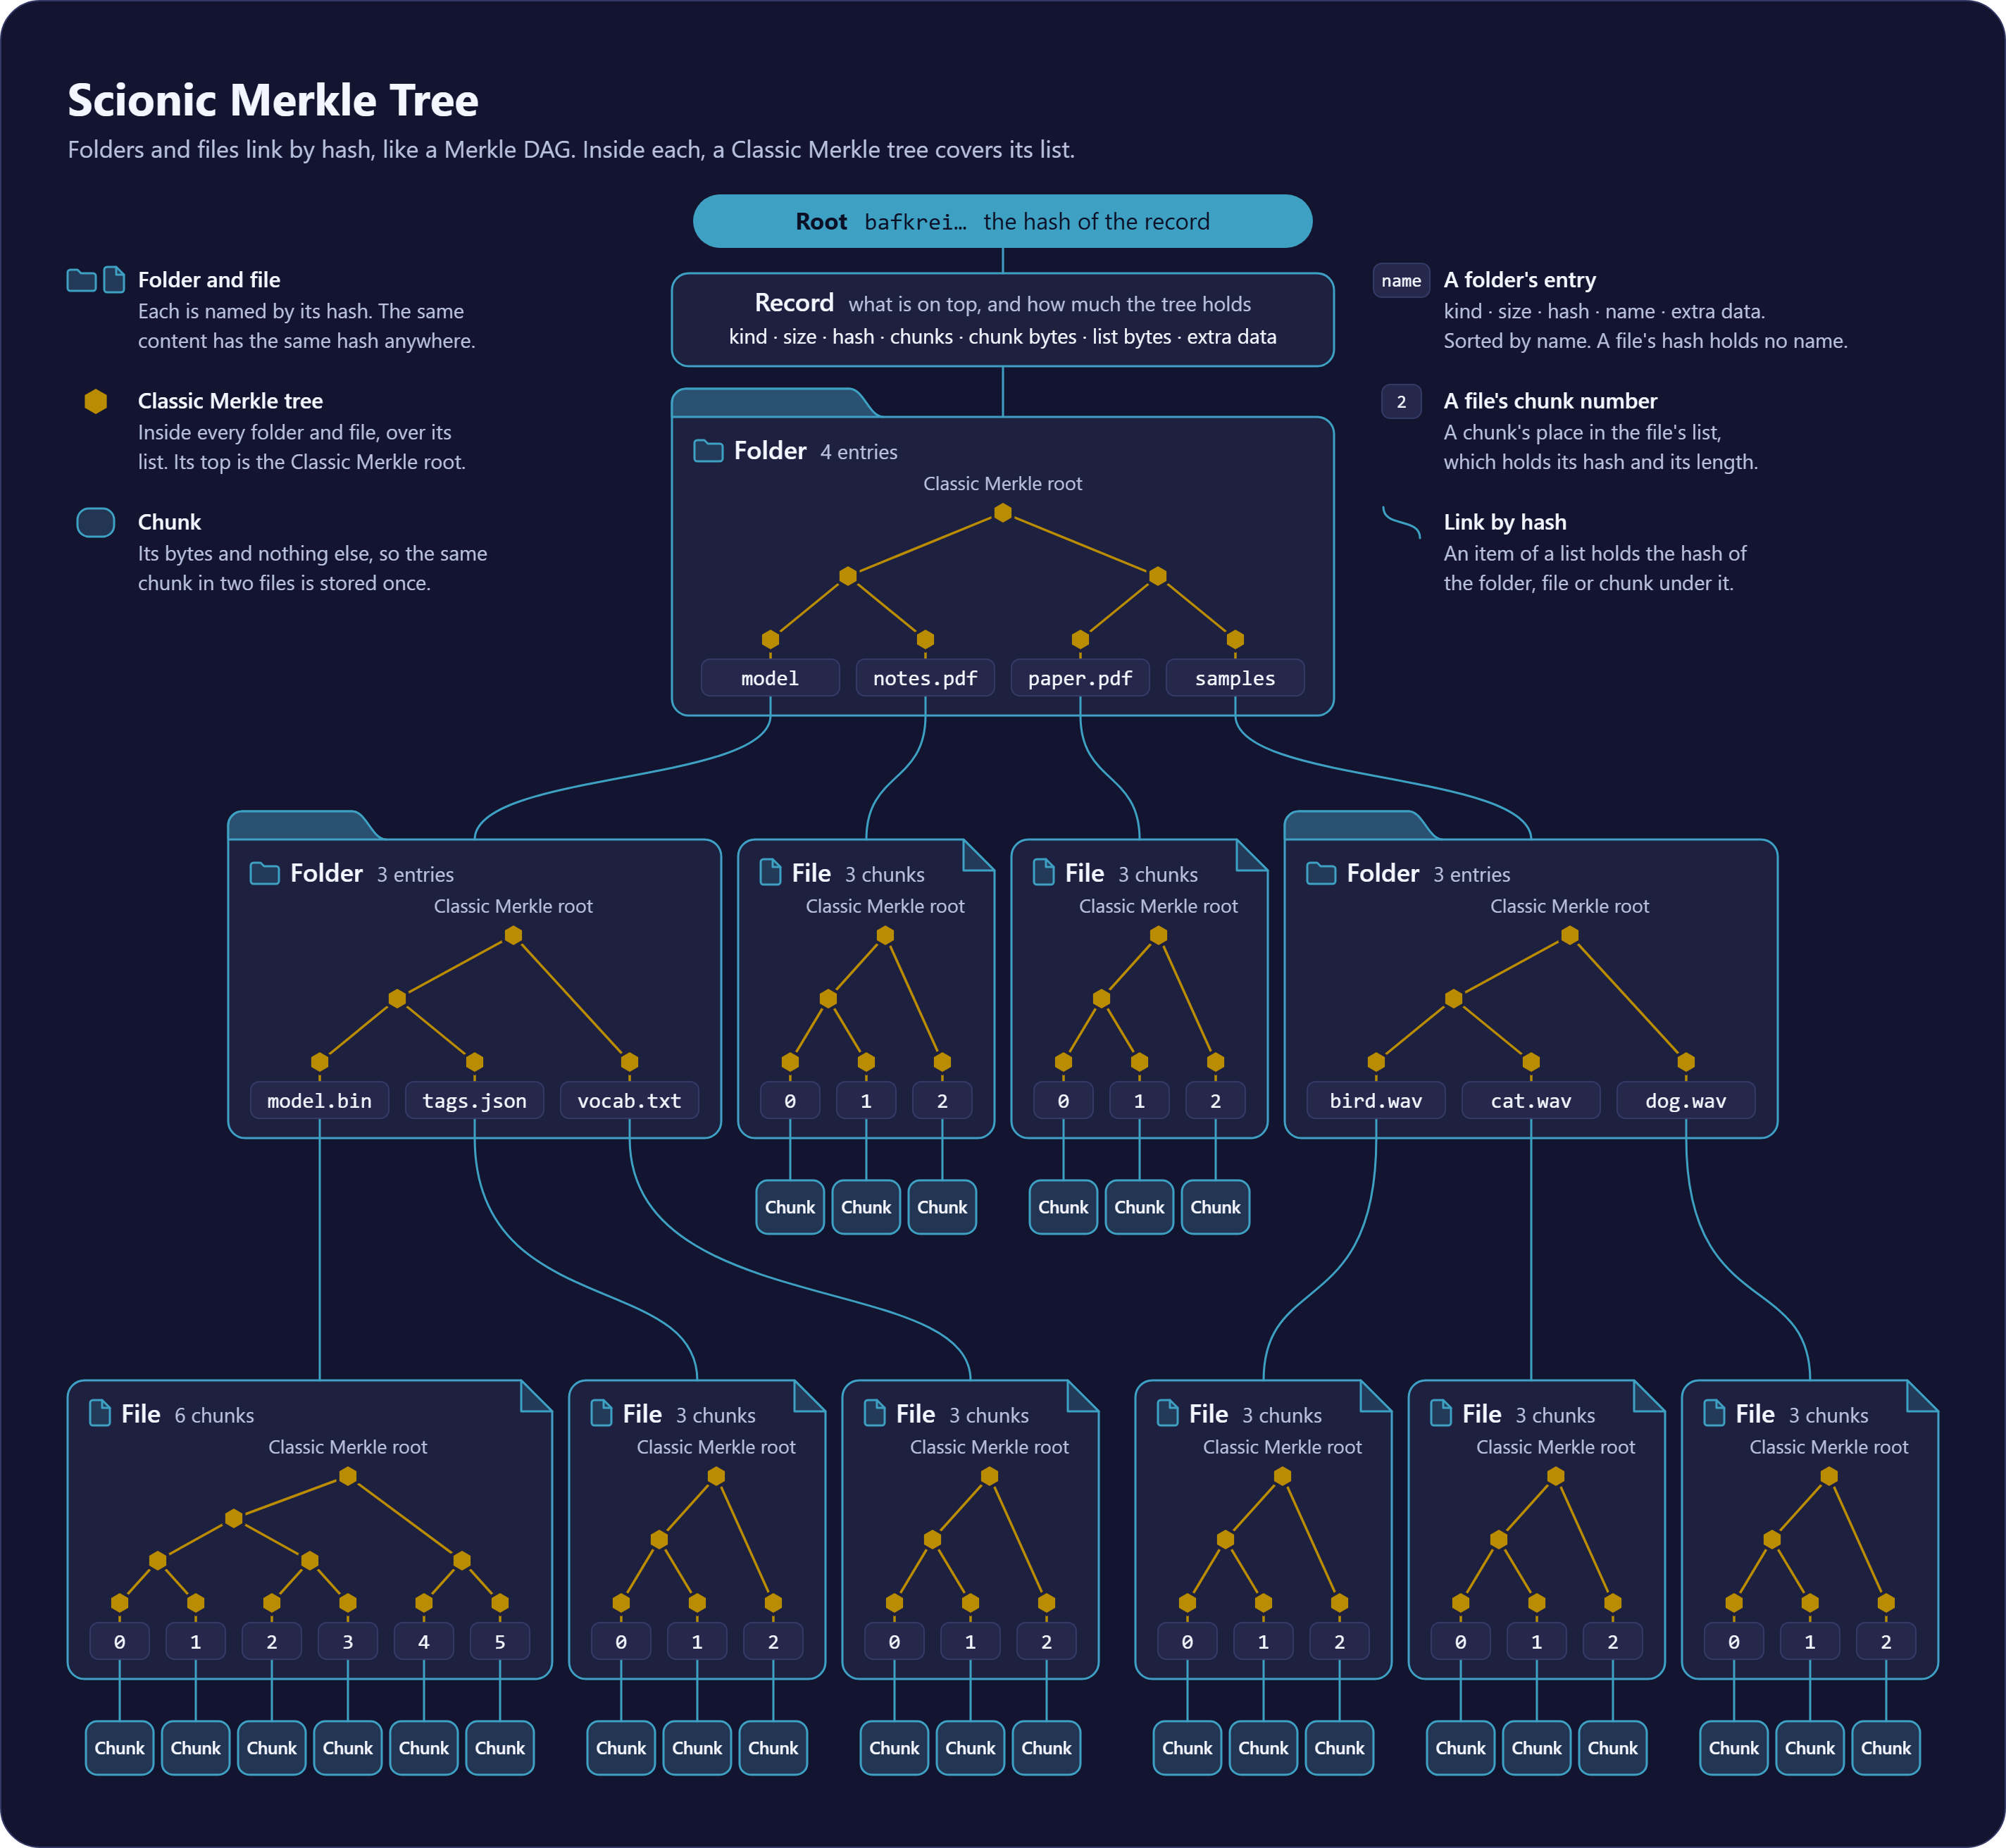 Scionic Merkle Tree
Folders and files link by hash, like a Merkle DAG. Inside each, a Classic Merkle tree covers its list.
Root bafkrei… the hash of the record
Folder and file
Each is named by its hash. The same
content has the same hash anywhere.
Classic Merkle tree
Inside every folder and file, over its
list. Its top is the Classic Merkle root.
Chunk
Its bytes and nothing else, so the same
chunk in two files is stored once.
Record what is on top, and how much the tree holds
kind · size · hash · chunks · chunk bytes · list bytes · extra data
name A folder's entry
kind · size · hash · name · extra data.
Sorted by name. A file's hash holds no name.
2 A file's chunk number
A chunk's place in the file's list,
which holds its hash and its length.
Link by hash
An item of a list holds the hash of
the folder, file or chunk under it.
Folder 4 entries
Classic Merkle root
model notes.pdf paper.pdf samples
Folder 3 entries
Classic Merkle root
model.bin tags.json vocab.txt
File 3 chunks
Classic Merkle root
0 1 2
Chunk Chunk Chunk
File 3 chunks
Classic Merkle root
0 1 2
Chunk Chunk Chunk
Folder 3 entries
Classic Merkle root
bird.wav cat.wav dog.wav
File 6 chunks
Classic Merkle root
0 1 2 3 4 5
Chunk Chunk Chunk Chunk Chunk Chunk
File 3 chunks
Classic Merkle root
0 1 2
Chunk Chunk Chunk
File 3 chunks
Classic Merkle root
0 1 2
Chunk Chunk Chunk
File 3 chunks
Classic Merkle root
0 1 2
Chunk Chunk Chunk
File 3 chunks
Classic Merkle root
0 1 2
Chunk Chunk Chunk
File 3 chunks
Classic Merkle root
0 1 2
Chunk Chunk Chunk